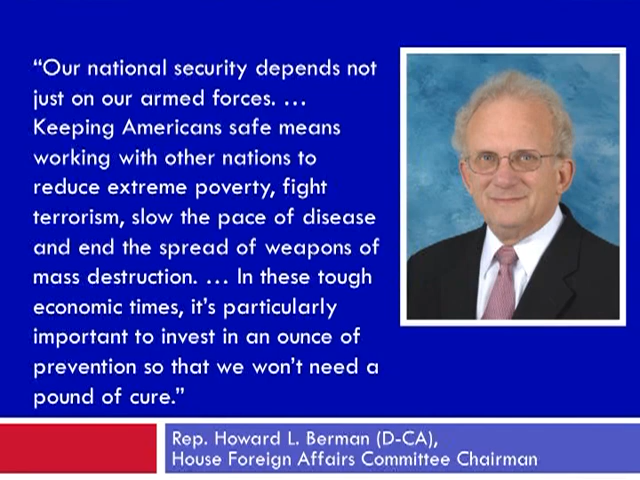 “Our national security depends not
just on our armed forces. …
Keeping Americans safe means
working with other nations to
reduce extreme poverty, fight
terrorism, slow the pace of disease
and end the spread of weapons of
mass destruction. … In these tough
economic times, it’s particularly
important to invest in an ounce of
prevention so that we won’t need a
pound of cure.”
Rep. Howard L. Berman (D-CA),
House Foreign Affairs Committee Chairman